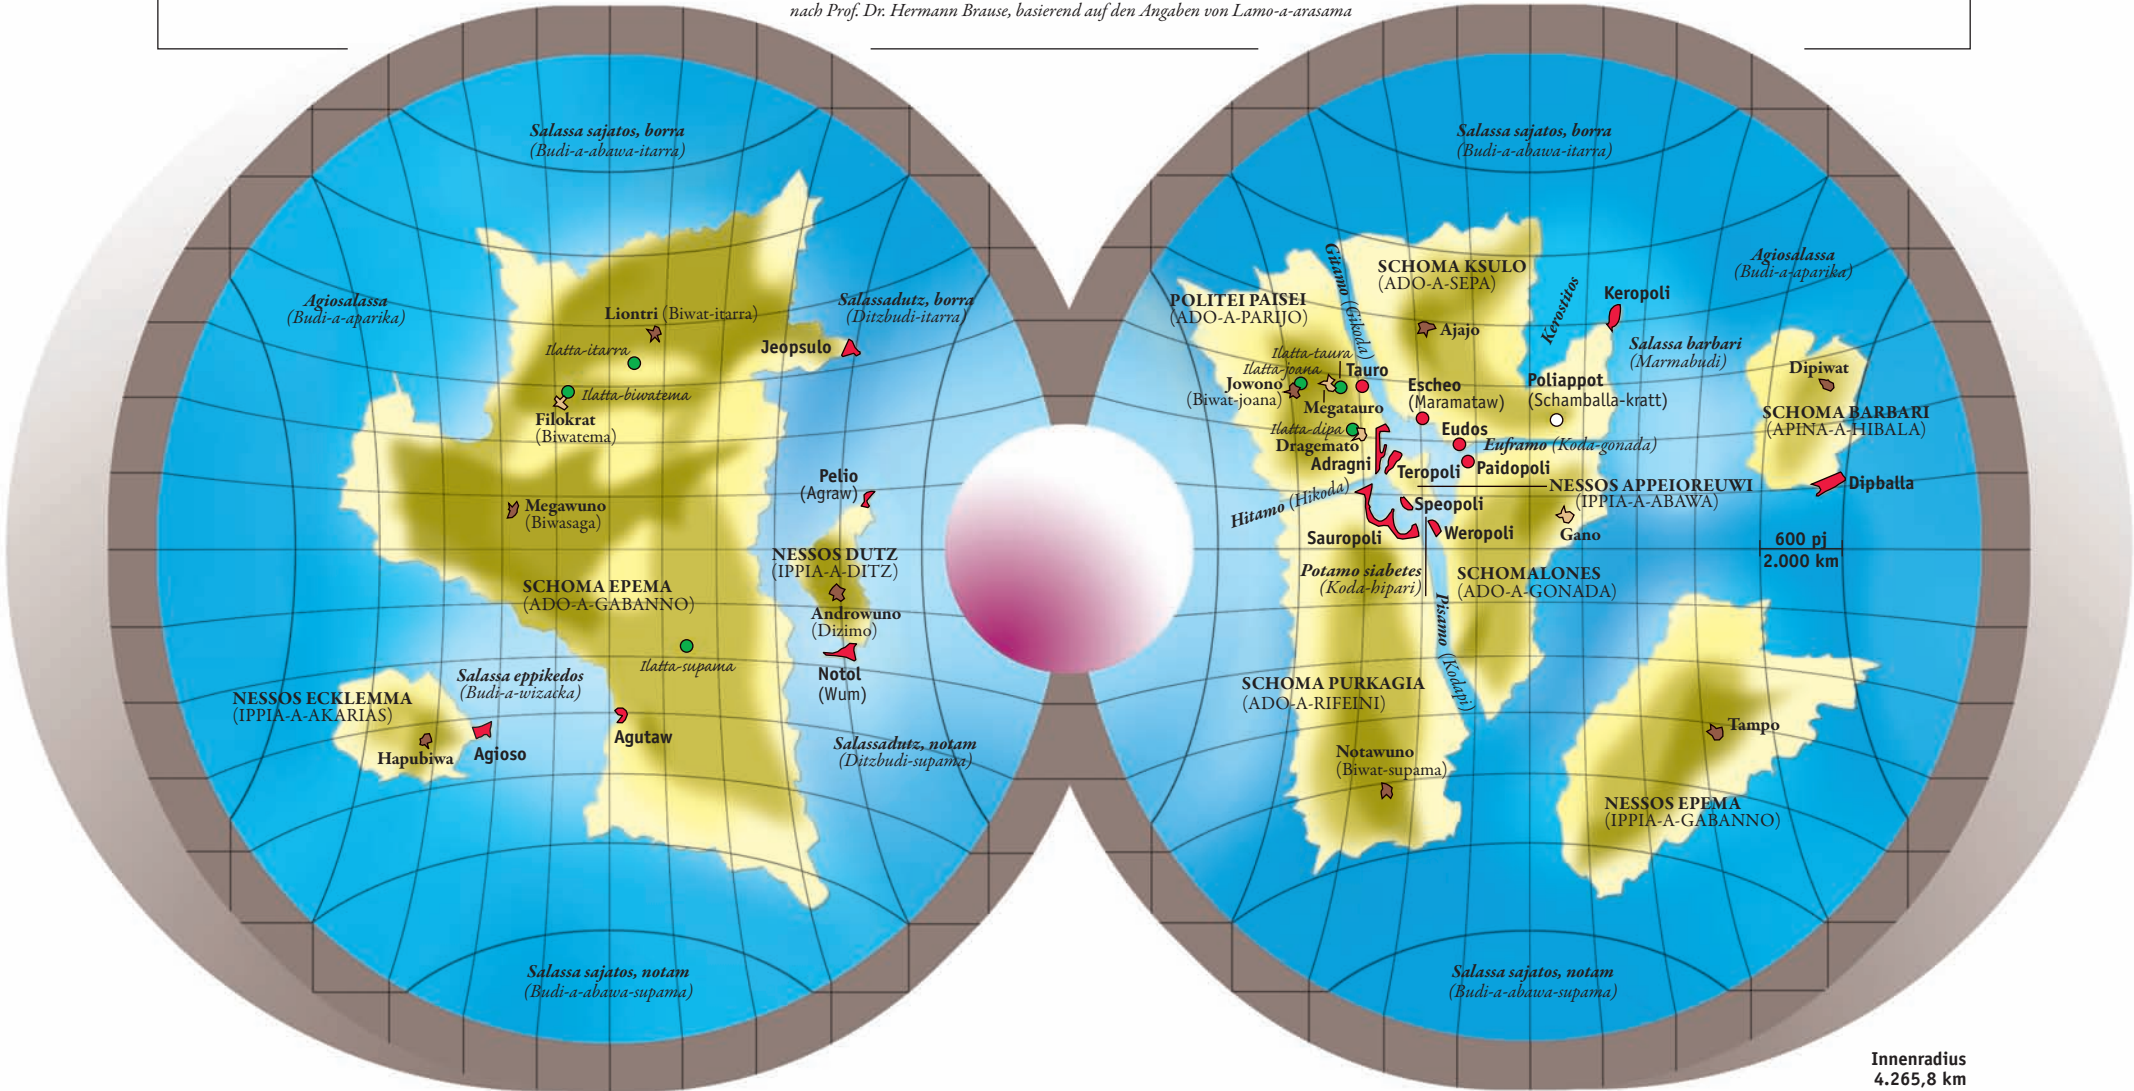 nach Prof. Dr. Hermann Brause, basierend auf den Angaben von Lamo-a-arasama
Salassa sajatos, borra
(Budi-a-abawa-itarra)
Agiosalassa
(Budi-a-aparika)
Liontri (Biwat-itarra)
Ilatta-itarra
Ilatta-biwatema
Filokrat
(Biwatema)
Jeopsulo
Salassadutz, borra
(Ditzbudi-itarra)
Megawuno
(Biwasaga)
Pelio
(Agraw)
NESSOS DUTZ
(IPPIA-A-DITZ)
SCHOMA EPEMA
(ADO-A-GABANNO)
Androwuno
(Dizimo)
Ilatta-supama
Notol
(Wum)
Salassa eppikedos
(Budi-a-wizacka)
NESSOS ECKLEMMA
(IPPIA-A-AKARIAS)
Hapubiwa
Agioso
Agutaw
Salassadutz, notam
(Ditzbudi-supama)
Salassa sajatos, notam
(Budi-a-abawa-supama)
Salassa sajatos, borra
(Budi-a-abawa-itarra)
Agiosalassa
(Budi-a-aparika)
Gitamo (Gikoda)
SCHOMA KSULO
(ADO-A-SEPA)
POLITEI PAISEI
(ADO-A-PARIJO)
Kerostitos
Keropoli
Ajajo
Salassa barbari
(Marmabudi)
Ilatta-taura
Ilatta-joana
Tauro
Jowono
(Biwat-joana)
Megatauro
Escheo
(Maramataw)
Poliappot
(Schamballa-kratt)
Dipiwat
SCHOMA BARBARI
(APINA-A-HIBALA)
Ilatta-dipa
Dragemato
Eudos
Euframo (Koda-gonada)
Adragni
Teropoli
Paidopoli
Dipballa
NESSOS APPEIOREUWI
(IPPIA-A-ABAWA)
Hitamo (Hikoda)
Speopoli
Sauropoli
Weropoli
Gano
600 pj
2.000 km
Potamo siabetes
(Koda-hipari)
SCHOMALONES
(ADO-A-GONADA)
Pisamo (Kodapi)
SCHOMA PURKAGIA
(ADO-A-RIFEINI)
Tampo
Notawuno
(Biwat-supama)
NESSOS EPEMA
(IPPIA-A-GABANNO)
Salassa sajatos, notam
(Budi-a-abawa-supama)
Innenradius
4.265,8 km